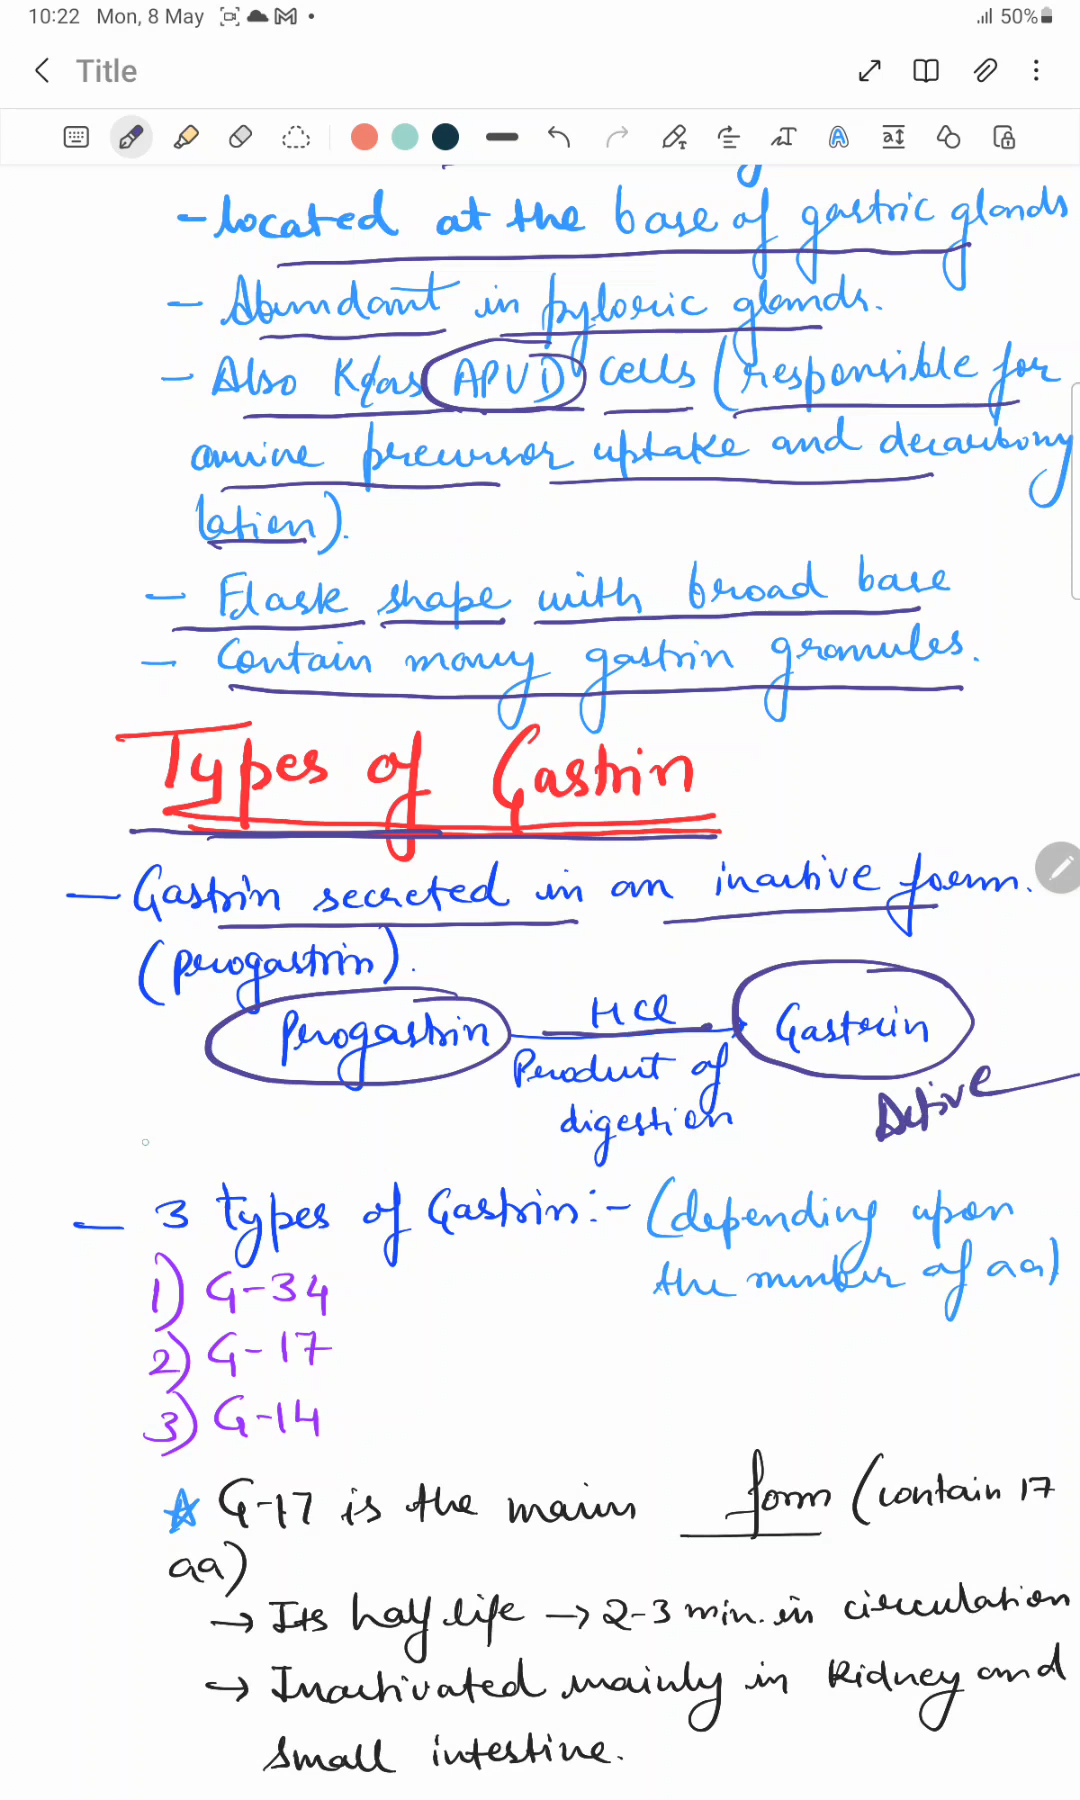 10:22 Mon, 8 May
50%
Title
- located at the base of gastric glands
- Abundant in pyloric glands.
- Also K/as APUD cells (responsible for
amine precursor uptake and decarboxy
lation).
- Flask shape with broad base
- Contain many gastrin granules.
Types of Gastrin
- Gastrin secreted in an inactive form.
(progastrin).
Progastrin HCl Gastrin
Product of
digestion
Active
- 3 types of Gastrin:- (depending upon
the number of aa)
1) G-34
2) G-17
3) G-14
☆ G-17 is the main form (contain 17
aa)
→ Its half life → 2-3 min. in circulation
→ Inactivated mainly in Kidney and
small intestine.